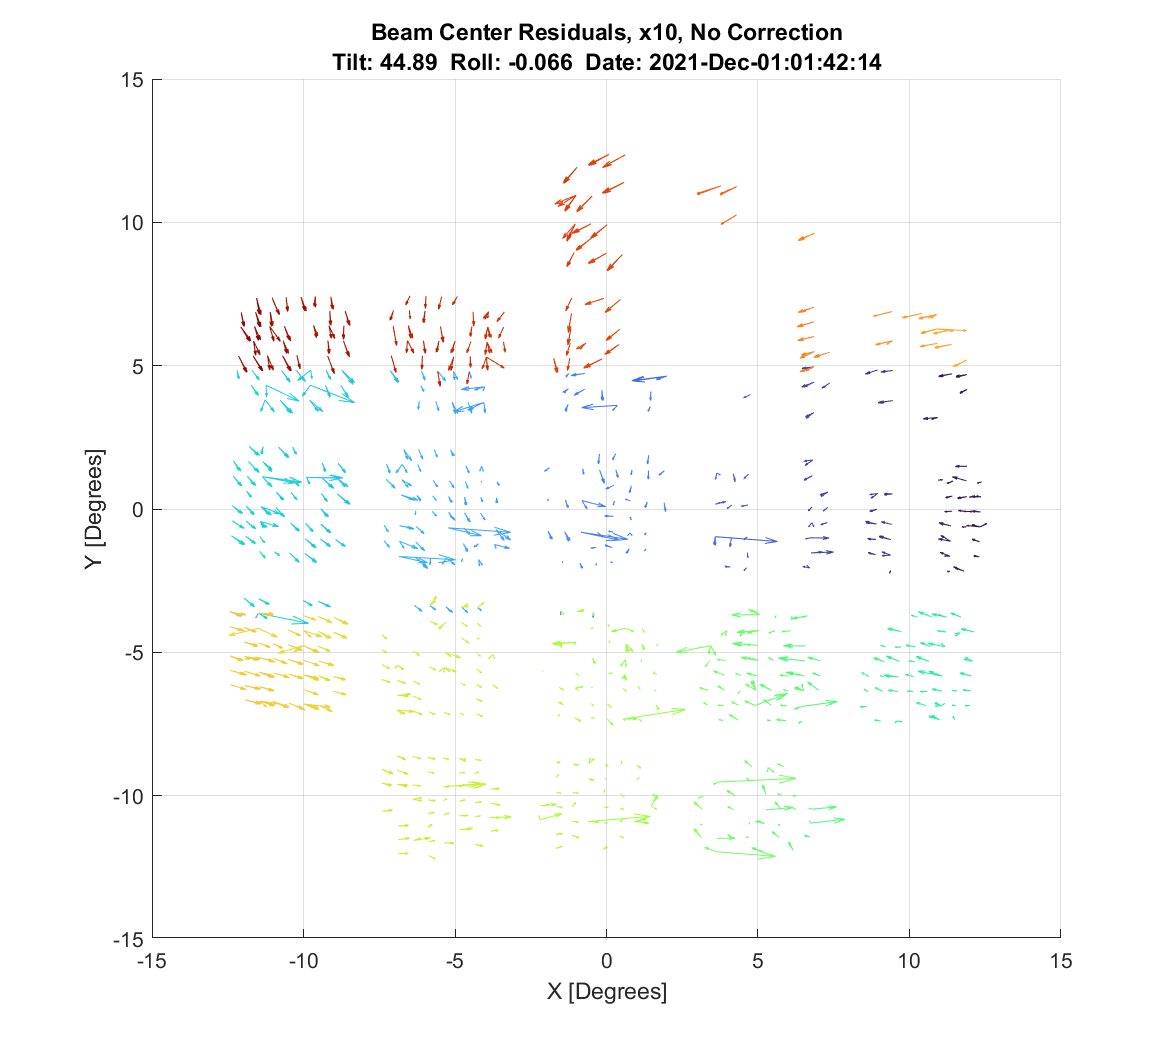 Beam Center Residuals, x10, No Correction
Tilt: 44.89 Roll: -0.066 Date: 2021-Dec-01:01:42:14
15
10
5
0
-5
-10
-15
Y [Degrees]
-15 -10 -5 0 5 10 15
X [Degrees]